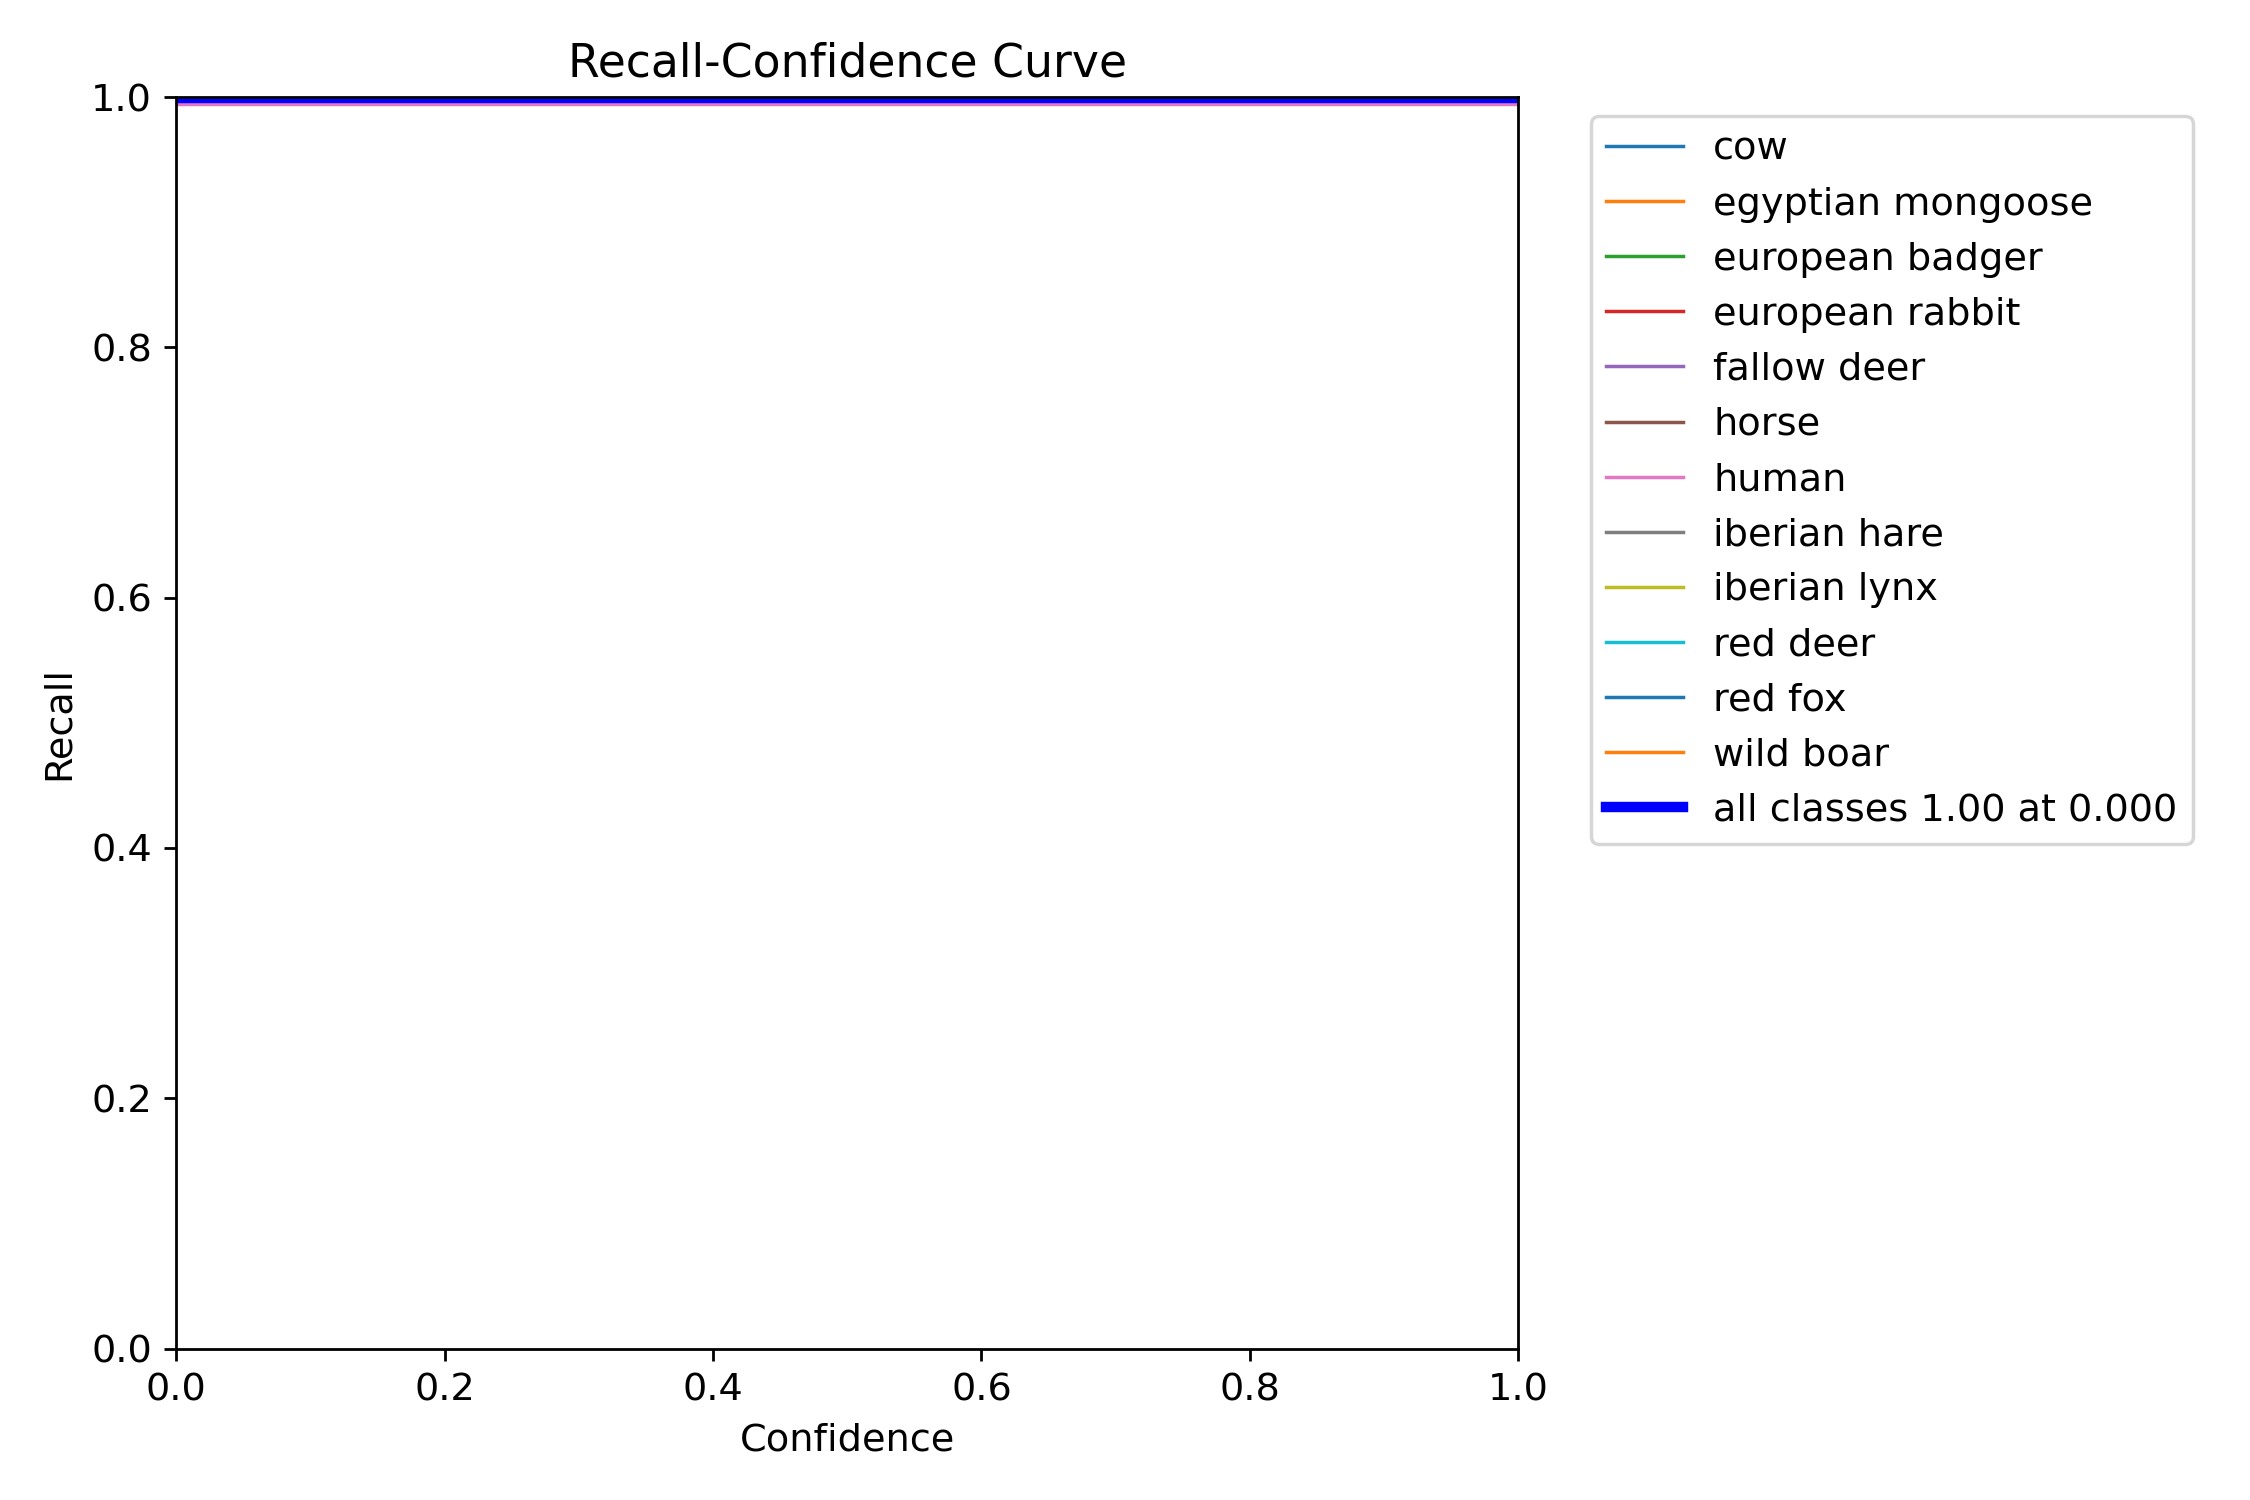 Recall-Confidence Curve
1.0
0.8
0.6
0.4
0.2
0.0
Recall
0.0 0.2 0.4 0.6 0.8 1.0
Confidence
cow
egyptian mongoose
european badger
european rabbit
fallow deer
horse
human
iberian hare
iberian lynx
red deer
red fox
wild boar
all classes 1.00 at 0.000